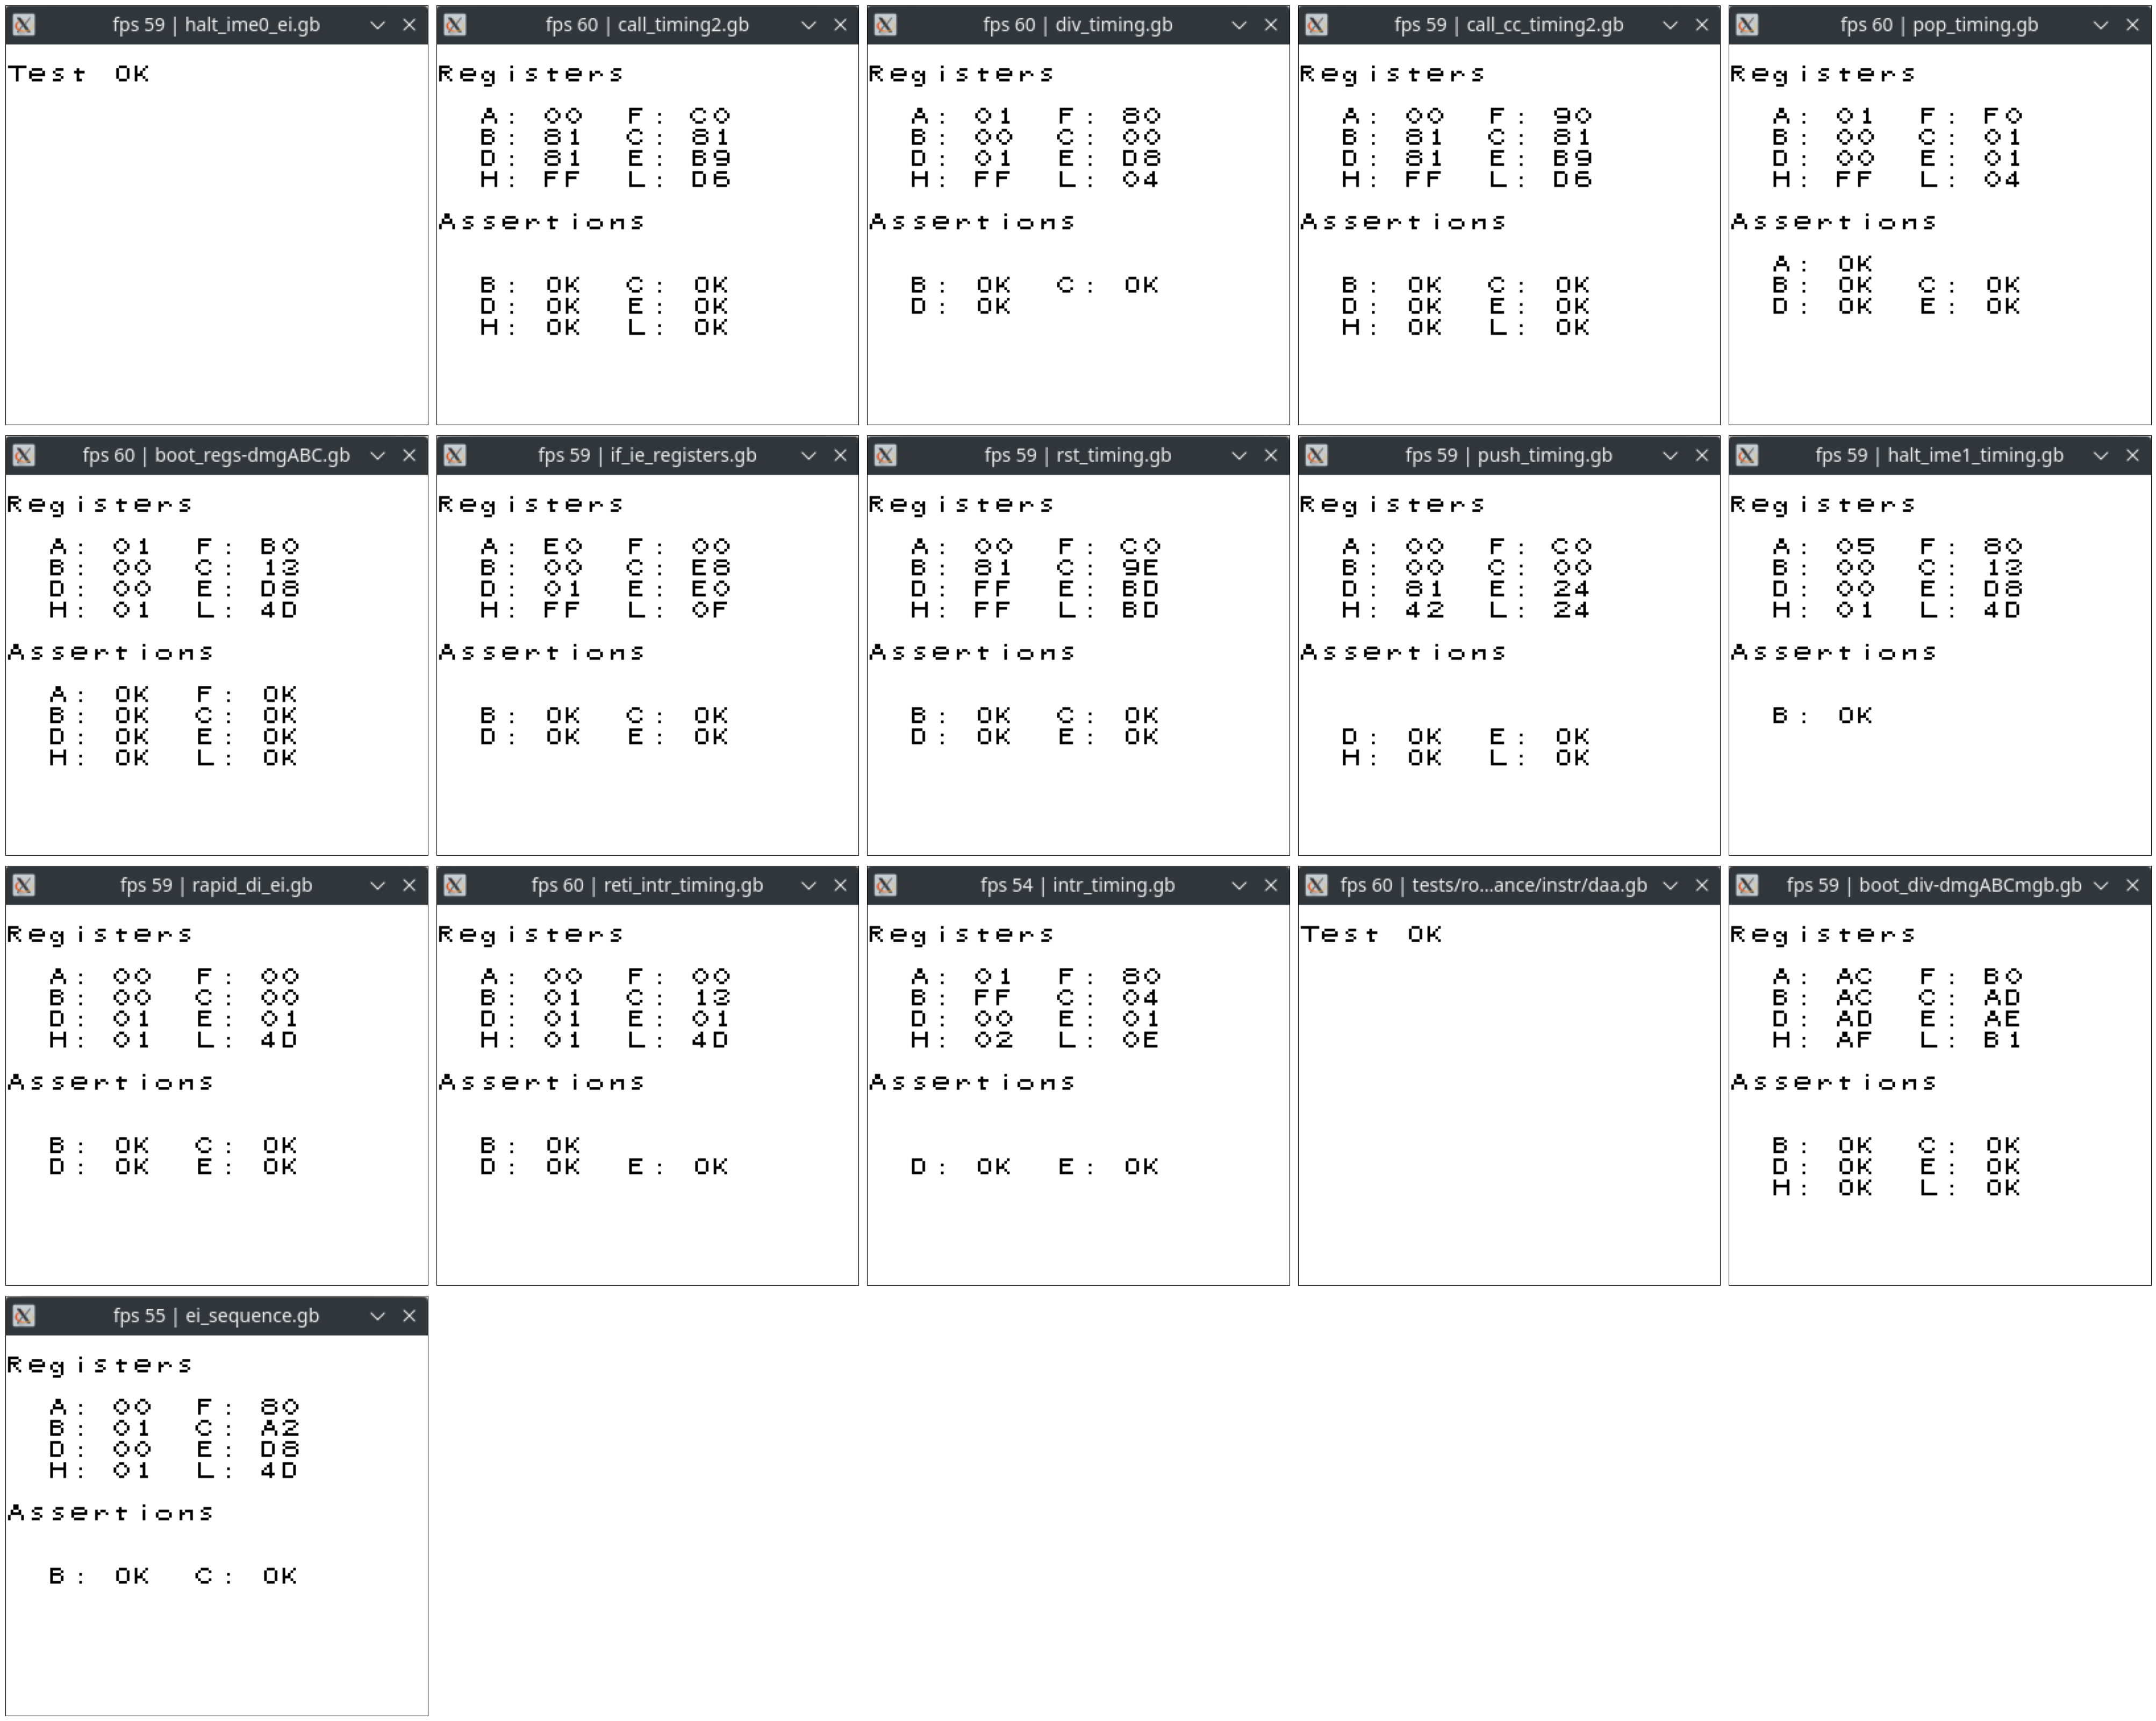 fps 59 | halt_ime0_ei.gb
Test OK
fps 60 | call_timing2.gb
Registers
A: 00 F: C0
B: 81 C: 81
D: 81 E: B9
H: FF L: D6
Assertions
B: OK C: OK
D: OK E: OK
H: OK L: OK
fps 60 | div_timing.gb
Registers
A: 01 F: 80
B: 00 C: 00
D: 01 E: D8
H: FF L: 04
Assertions
B: OK C: OK
D: OK
fps 59 | call_cc_timing2.gb
Registers
A: 00 F: 90
B: 81 C: 81
D: 81 E: B9
H: FF L: D6
Assertions
B: OK C: OK
D: OK E: OK
H: OK L: OK
fps 60 | pop_timing.gb
Registers
A: 01 F: F0
B: 00 C: 01
D: 00 E: 01
H: FF L: 04
Assertions
A: OK
B: OK C: OK
D: OK E: OK
fps 60 | boot_regs-dmgABC.gb
Registers
A: 01 F: B0
B: 00 C: 13
D: 00 E: D8
H: 01 L: 4D
Assertions
A: OK F: OK
B: OK C: OK
D: OK E: OK
H: OK L: OK
fps 59 | if_ie_registers.gb
Registers
A: E0 F: 00
B: 00 C: E8
D: 01 E: E0
H: FF L: 0F
Assertions
B: OK C: OK
D: OK E: OK
fps 59 | rst_timing.gb
Registers
A: 00 F: C0
B: 81 C: 9E
D: FF E: BD
H: FF L: BD
Assertions
B: OK C: OK
D: OK E: OK
fps 59 | push_timing.gb
Registers
A: 00 F: C0
B: 00 C: 00
D: 81 E: 24
H: 42 L: 24
Assertions
D: OK E: OK
H: OK L: OK
fps 59 | halt_ime1_timing.gb
Registers
A: 05 F: 80
B: 00 C: 13
D: 00 E: D8
H: 01 L: 4D
Assertions
B: OK
fps 59 | rapid_di_ei.gb
Registers
A: 00 F: 00
B: 00 C: 00
D: 01 E: 01
H: 01 L: 4D
Assertions
B: OK C: OK
D: OK E: OK
fps 60 | reti_intr_timing.gb
Registers
A: 00 F: 00
B: 01 C: 13
D: 01 E: 01
H: 01 L: 4D
Assertions
B: OK
D: OK E: OK
fps 54 | intr_timing.gb
Registers
A: 01 F: 80
B: FF C: 04
D: 00 E: 01
H: 02 L: 0E
Assertions
D: OK E: OK
fps 60 | tests/ro...ance/instr/daa.gb
Test OK
fps 59 | boot_div-dmgABCmgb.gb
Registers
A: AC F: B0
B: AC C: AD
D: AD E: AE
H: AF L: B1
Assertions
B: OK C: OK
D: OK E: OK
H: OK L: OK
fps 55 | ei_sequence.gb
Registers
A: 00 F: 80
B: 01 C: A2
D: 00 E: D8
H: 01 L: 4D
Assertions
B: OK C: OK